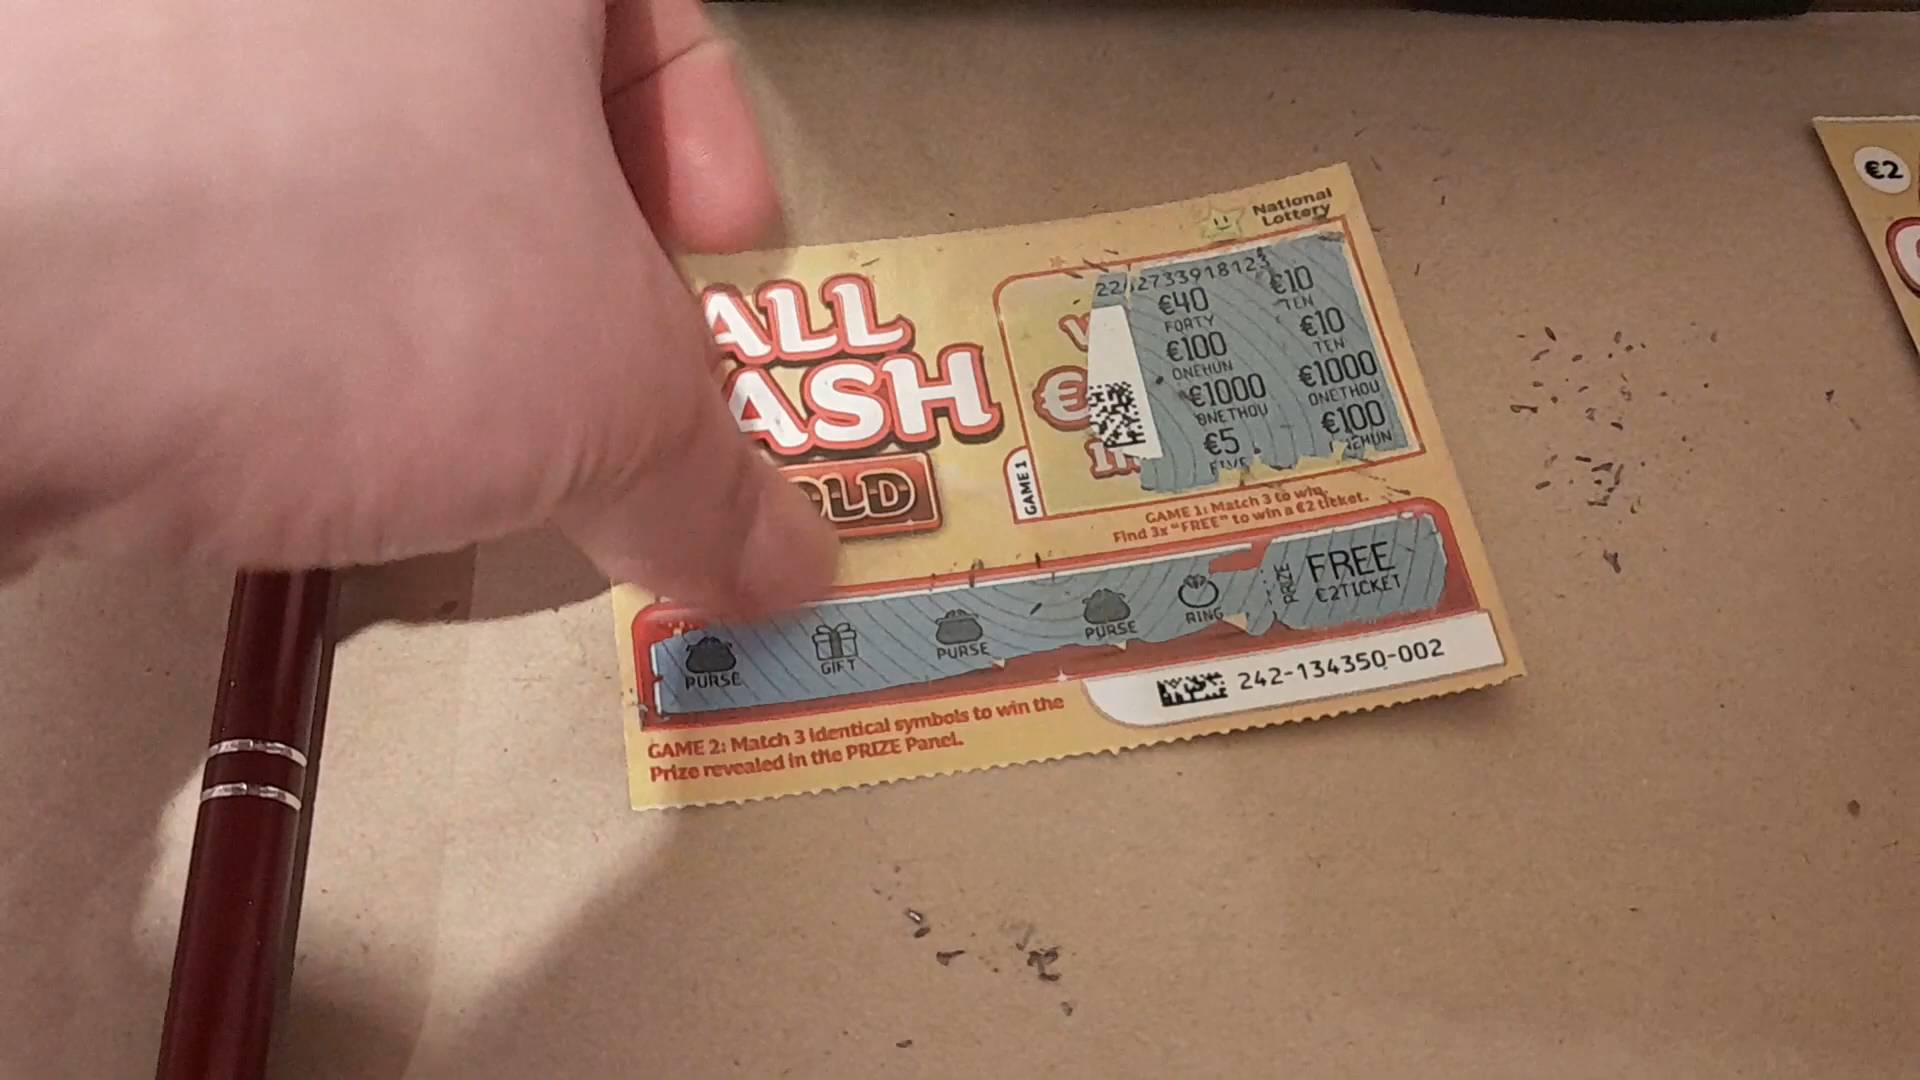 National
Lottery
€2
ALL
ASH
OLD
GAME 1
€
€40
FORTY
€10
TEN
€100
ONEHUN
€10
TEN
€1000
ONETHOU
€1000
ONETHOU
€5
FIVE
€100
GAME 1: Match 3 to win.
Find 3x "FREE" to win a €2 ticket.
PURSE
GIFT
PURSE
PURSE
RING
PRIZE
FREE
€2TICKET
242-134350-002
GAME 2: Match 3 identical symbols to win the
Prize revealed in the PRIZE Panel.